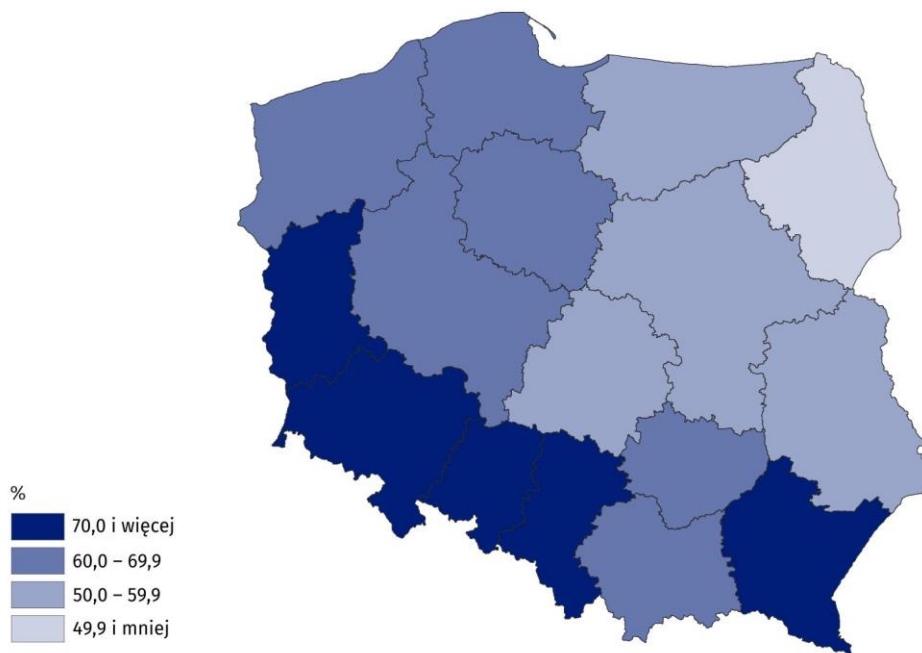 %
70,0 i więcej
60,0 – 69,9
50,0 – 59,9
49,9 i mniej